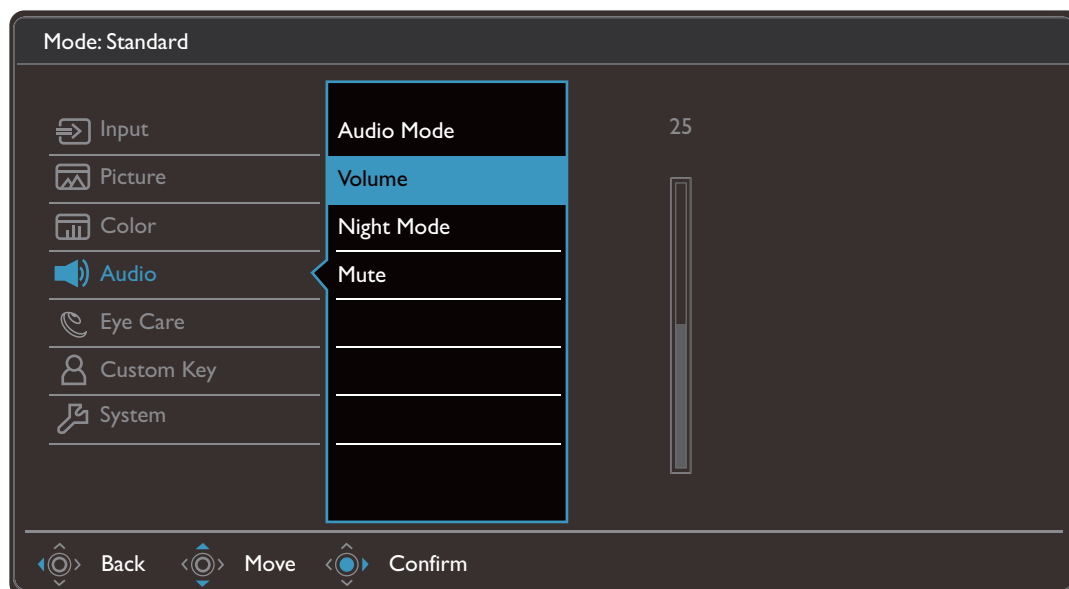 Mode: Standard
Input
Picture
Color
Audio
Eye Care
Custom Key
System
Audio Mode
Volume
Night Mode
Mute
25
Back Move Confirm